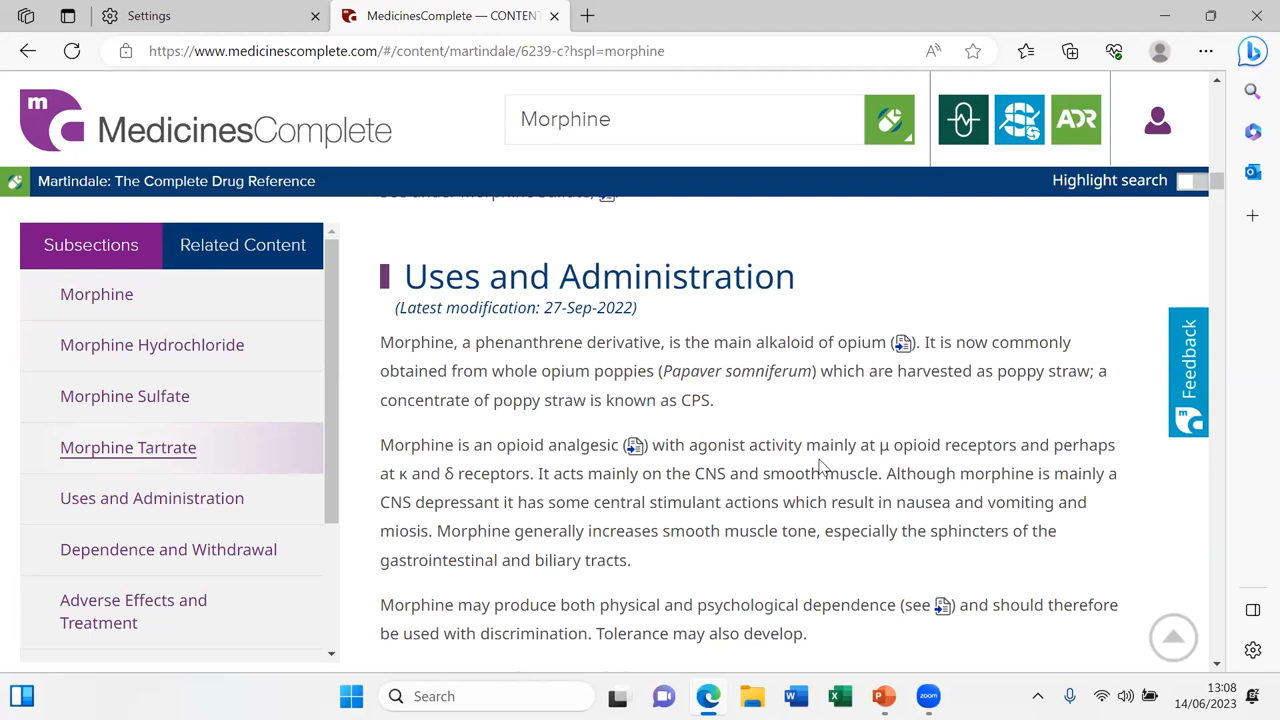 Settings
MedicinesComplete — CONTEN
https://www.medicinescomplete.com/#/content/martindale/6239-c?hspl=morphine
m
MedicinesComplete
Morphine
S
ADR
Martindale: The Complete Drug Reference
Highlight search
Subsections
Related Content
Morphine
Morphine Hydrochloride
Morphine Sulfate
Morphine Tartrate
Uses and Administration
Dependence and Withdrawal
Adverse Effects and
Treatment
Uses and Administration
(Latest modification: 27-Sep-2022)
Morphine, a phenanthrene derivative, is the main alkaloid of opium (). It is now commonly
obtained from whole opium poppies (Papaver somniferum) which are harvested as poppy straw; a
concentrate of poppy straw is known as CPS.
Morphine is an opioid analgesic () with agonist activity mainly at µ opioid receptors and perhaps
at κ and δ receptors. It acts mainly on the CNS and smooth muscle. Although morphine is mainly a
CNS depressant it has some central stimulant actions which result in nausea and vomiting and
miosis. Morphine generally increases smooth muscle tone, especially the sphincters of the
gastrointestinal and biliary tracts.
Morphine may produce both physical and psychological dependence (see ) and should therefore
be used with discrimination. Tolerance may also develop.
Feedback
Search
zoom
13:08
14/06/2023